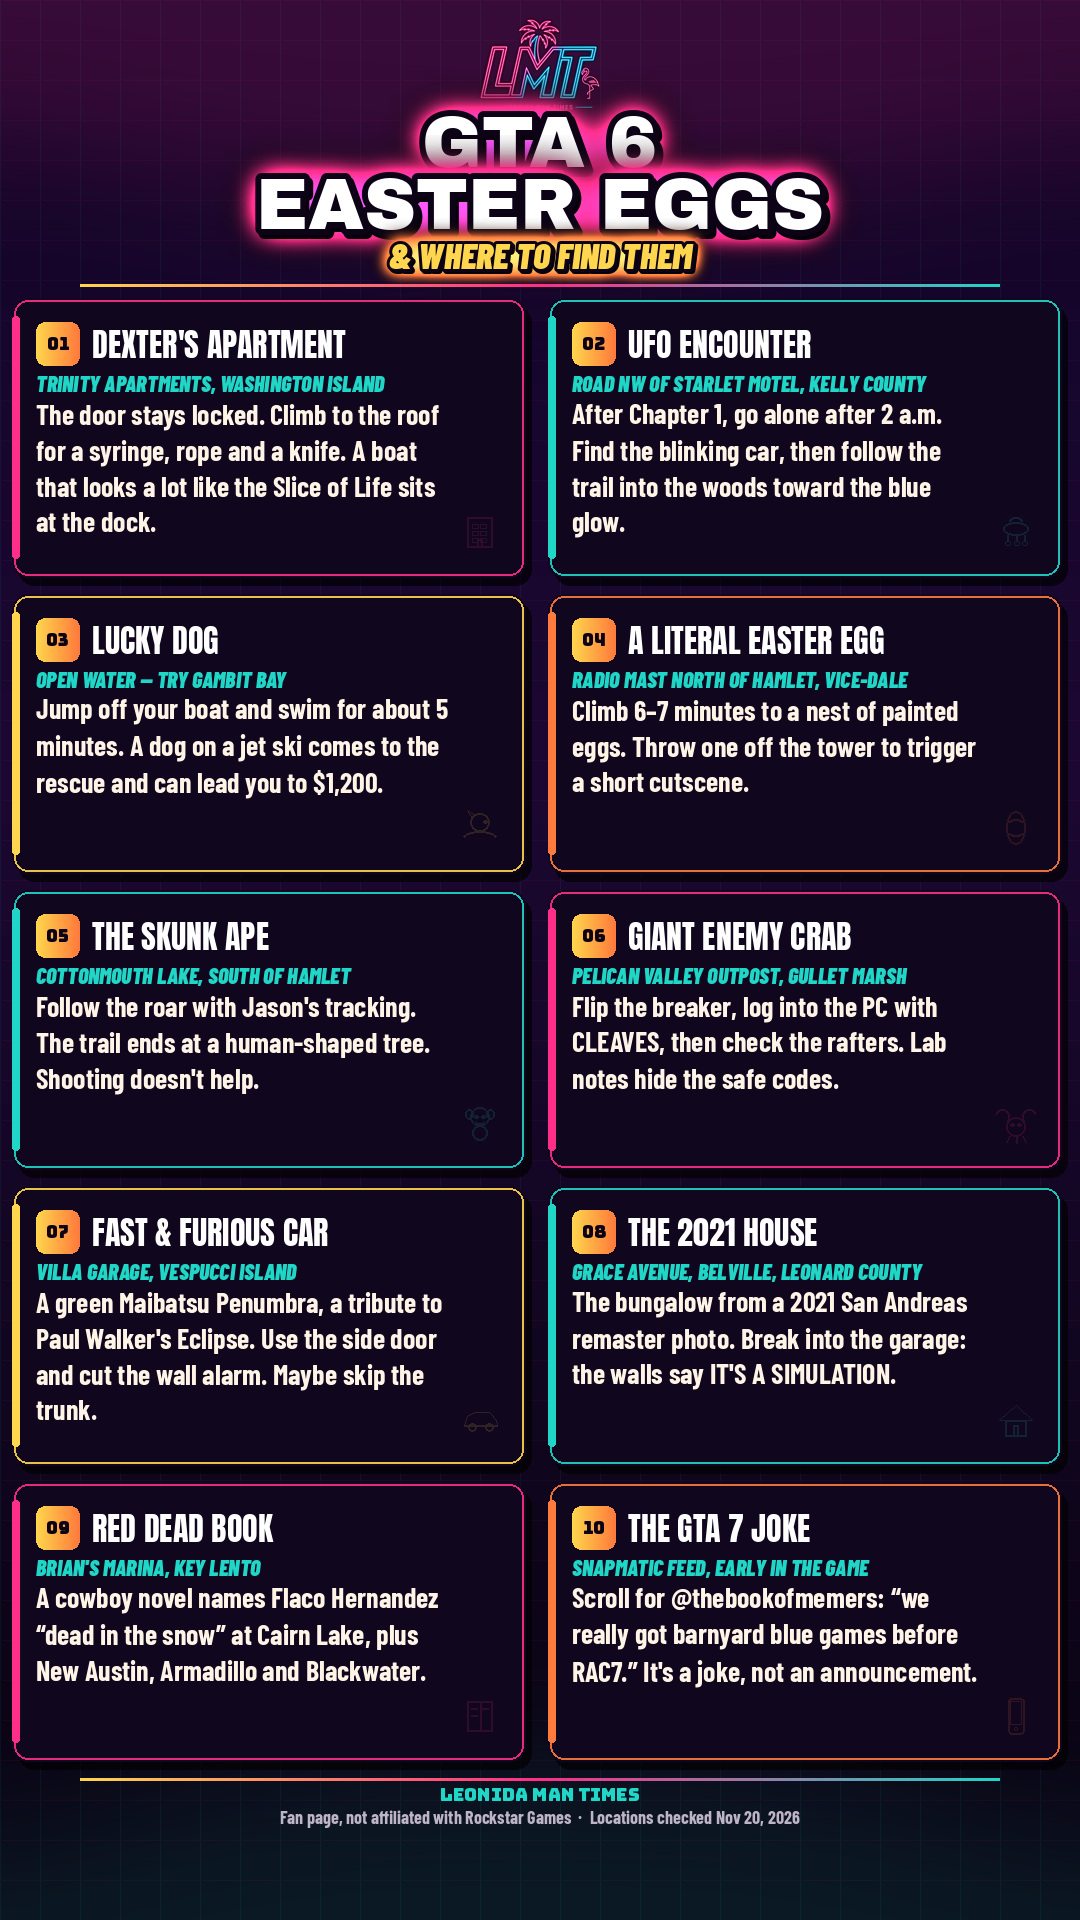 LMT
GTA 6
EASTER EGGS
& WHERE TO FIND THEM
01 DEXTER'S APARTMENT
TRINITY APARTMENTS, WASHINGTON ISLAND
The door stays locked. Climb to the roof
for a syringe, rope and a knife. A boat
that looks a lot like the Slice of Life sits
at the dock.
02 UFO ENCOUNTER
ROAD NW OF STARLET MOTEL, KELLY COUNTY
After Chapter 1, go alone after 2 a.m.
Find the blinking car, then follow the
trail into the woods toward the blue
glow.
03 LUCKY DOG
OPEN WATER – TRY GAMBIT BAY
Jump off your boat and swim for about 5
minutes. A dog on a jet ski comes to the
rescue and can lead you to $1,200.
04 A LITERAL EASTER EGG
RADIO MAST NORTH OF HAMLET, VICE-DALE
Climb 6–7 minutes to a nest of painted
eggs. Throw one off the tower to trigger
a short cutscene.
05 THE SKUNK APE
COTTONMOUTH LAKE, SOUTH OF HAMLET
Follow the roar with Jason's tracking.
The trail ends at a human-shaped tree.
Shooting doesn't help.
06 GIANT ENEMY CRAB
PELICAN VALLEY OUTPOST, GULLET MARSH
Flip the breaker, log into the PC with
CLEAVES, then check the rafters. Lab
notes hide the safe codes.
07 FAST & FURIOUS CAR
VILLA GARAGE, VESPUCCI ISLAND
A green Maibatsu Penumbra, a tribute to
Paul Walker's Eclipse. Use the side door
and cut the wall alarm. Maybe skip the
trunk.
08 THE 2021 HOUSE
GRACE AVENUE, BELVILLE, LEONARD COUNTY
The bungalow from a 2021 San Andreas
remaster photo. Break into the garage:
the walls say IT'S A SIMULATION.
09 RED DEAD BOOK
BRIAN'S MARINA, KEY LENTO
A cowboy novel names Flaco Hernandez
“dead in the snow” at Cairn Lake, plus
New Austin, Armadillo and Blackwater.
10 THE GTA 7 JOKE
SNAPMATIC FEED, EARLY IN THE GAME
Scroll for @thebookofmemers: “we
really got barnyard blue games before
RAC7.” It's a joke, not an announcement.
LEONIDA MAN TIMES
Fan page, not affiliated with Rockstar Games · Locations checked Nov 20, 2026